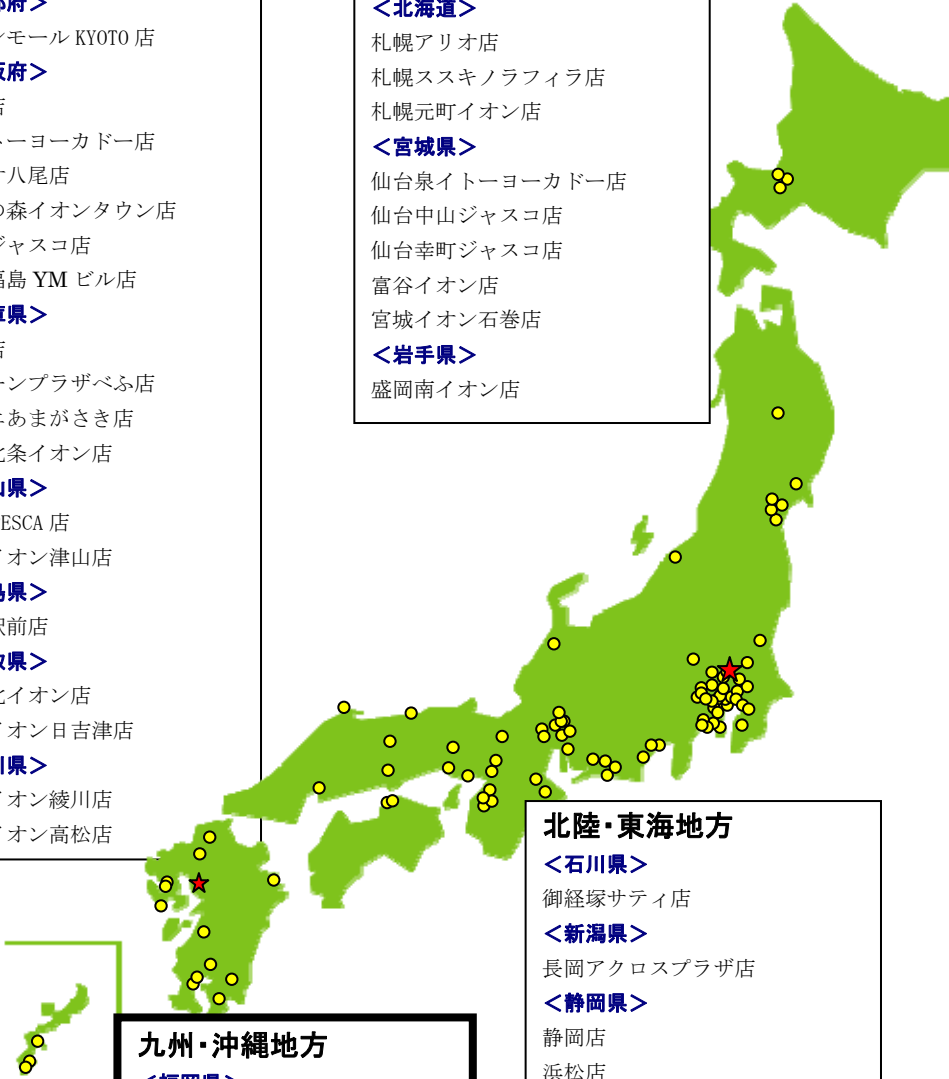 都府＞
ンモール KYOTO 店
阪府＞
店
トーヨーカドー店
オ八尾店
の森イオンタウン店
ジャスコ店
福島 YM ビル店
庫県＞
店
ーンプラザべふ店
エあまがさき店
北条イオン店
山県＞
ESCA 店
イオン津山店
島県＞
駅前店
取県＞
北イオン店
イオン日吉津店
川県＞
イオン綾川店
イオン高松店
＜北海道＞
札幌アリオ店
札幌ススキノラフィラ店
札幌元町イオン店
＜宮城県＞
仙台泉イトーヨーカドー店
仙台中山ジャスコ店
仙台幸町ジャスコ店
富谷イオン店
宮城イオン石巻店
＜岩手県＞
盛岡南イオン店
北陸・東海地方
＜石川県＞
御経塚サティ店
＜新潟県＞
長岡アクロスプラザ店
＜静岡県＞
静岡店
浜松店
九州・沖縄地方
＜福岡県＞